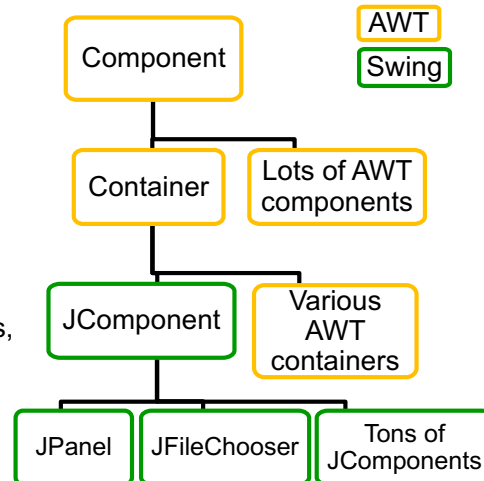 AWT
Component
Swing
Container
Lots of AWT
components
s,
JComponent
Various
AWT
containers
JPanel
JFileChooser
Tons of
JComponents